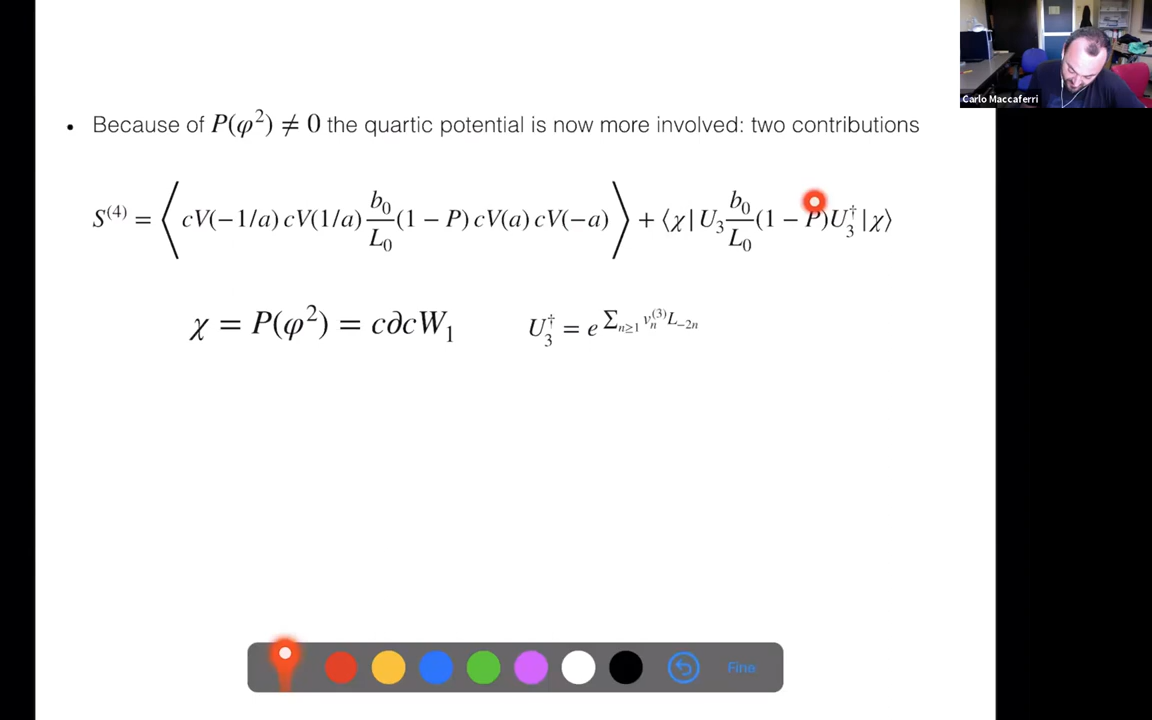 Carlo Maccaferri
• Because of P(φ²) ≠ 0 the quartic potential is now more involved: two contributions
S⁽⁴⁾ = ⟨cV(−1/a) cV(1/a) b₀/L₀ (1 − P) cV(a) cV(−a)⟩ + ⟨χ| U₃ b₀/L₀ (1 − P)U₃† |χ⟩
χ = P(φ²) = c∂cW₁ U₃† = e^{∑_{n≥1} v_n^{(3)} L_{−2n}}
Fine